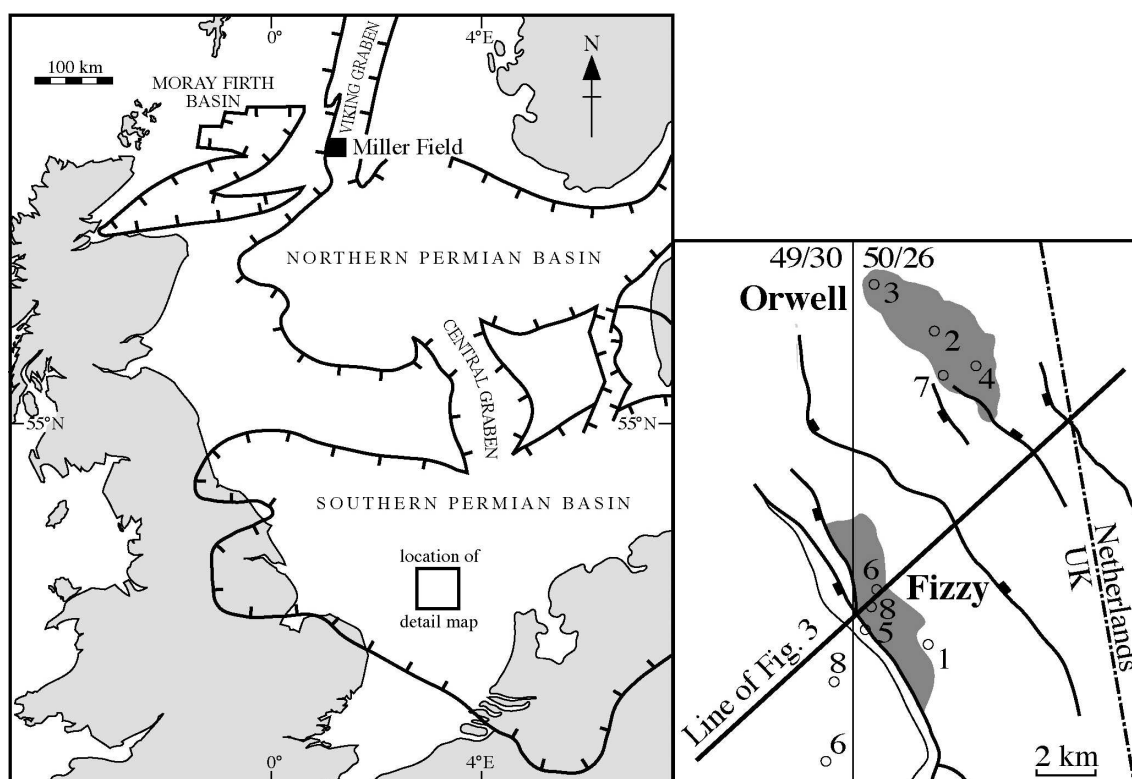 0°
4°E
100 km
MORAY FIRTH
BASIN
VIKING GRABEN
N
Miller Field
NORTHERN PERMIAN BASIN
CENTRAL GRABEN
55°N
55°N
SOUTHERN PERMIAN BASIN
location of
detail map
0°
4°E
49/30
50/26
Orwell
3
2
4
7
Netherlands
UK
6
Fizzy
8
5
1
8
Line of Fig. 3
6
2 km